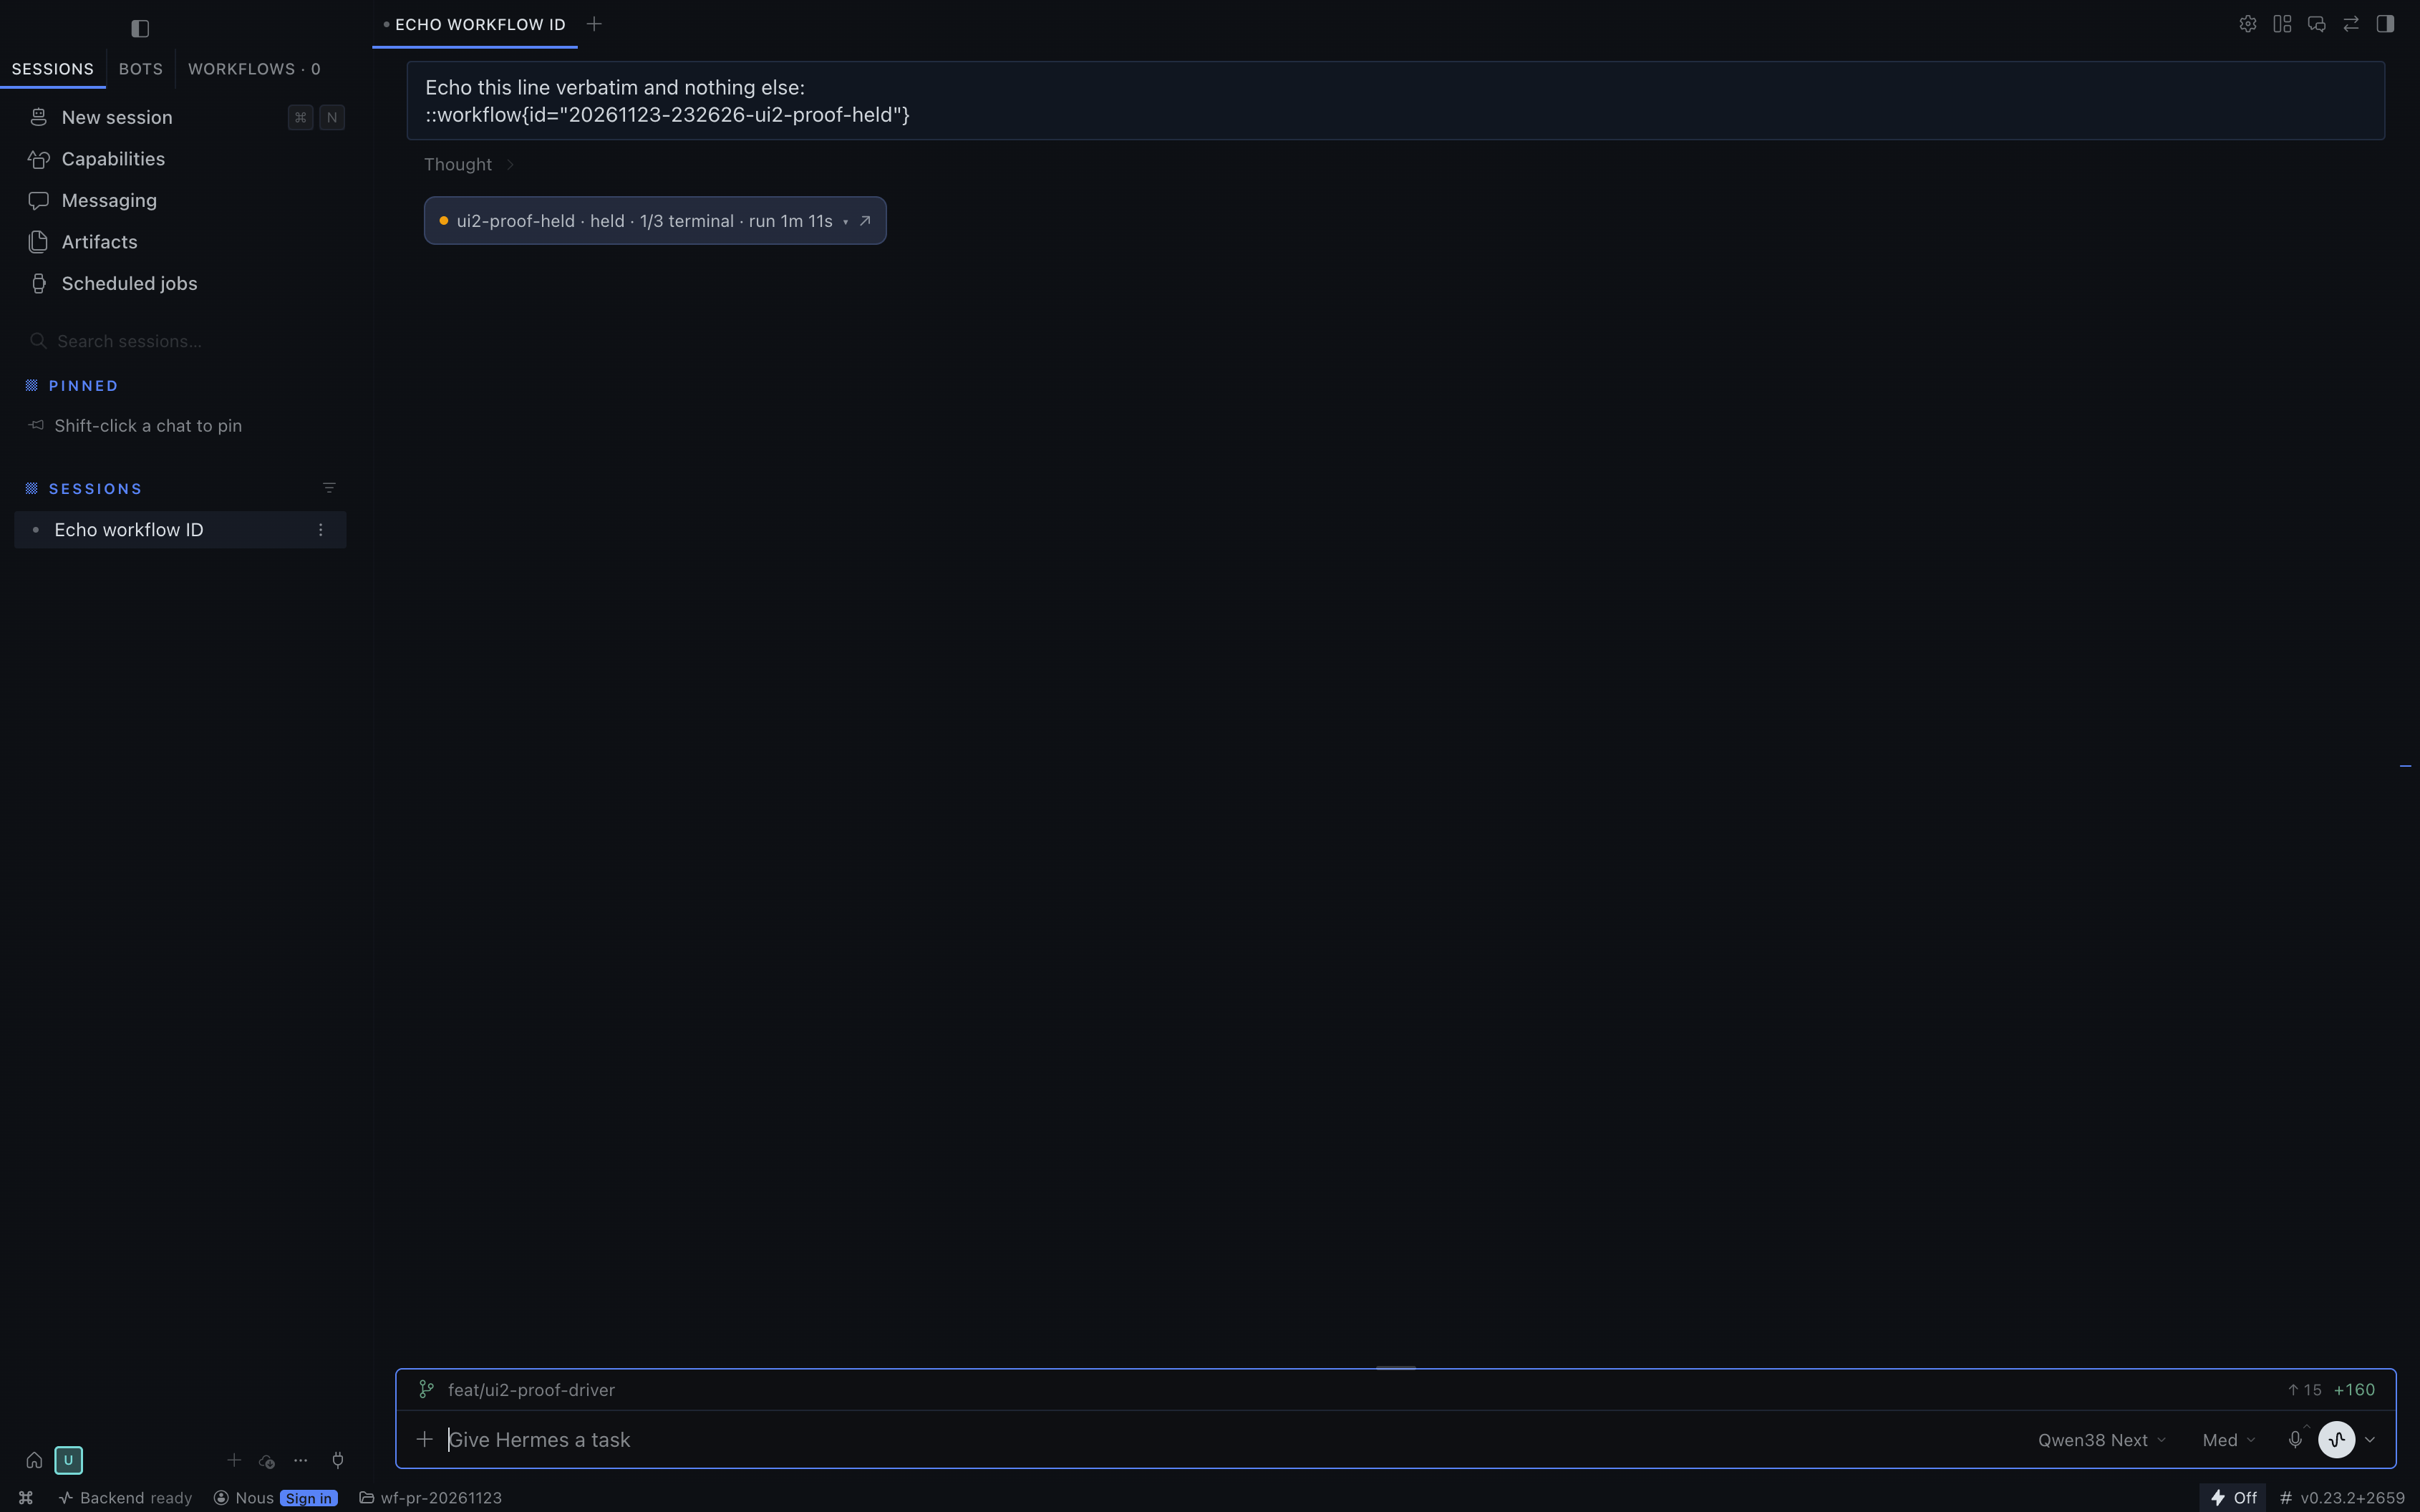 ECHO WORKFLOW ID
SESSIONS
BOTS
WORKFLOWS · 0
New session ⌘ N
Capabilities
Messaging
Artifacts
Scheduled jobs
Search sessions...
PINNED
Shift-click a chat to pin
SESSIONS
Echo workflow ID
Echo this line verbatim and nothing else:
::workflow{id="20261123-232626-ui2-proof-held"}
Thought
ui2-proof-held · held · 1/3 terminal · run 1m 11s
feat/ui2-proof-driver
↑15 +160
Give Hermes a task
Qwen38 Next
Med
U
Backend ready
Nous Sign in
wf-pr-20261123
Off
# v0.23.2+2659